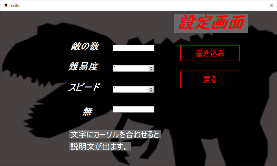 設定画面
敵の数
難易度
スピード
無
書き込み
戻る
文字にカーソルを合わせると
説明文が出ます。